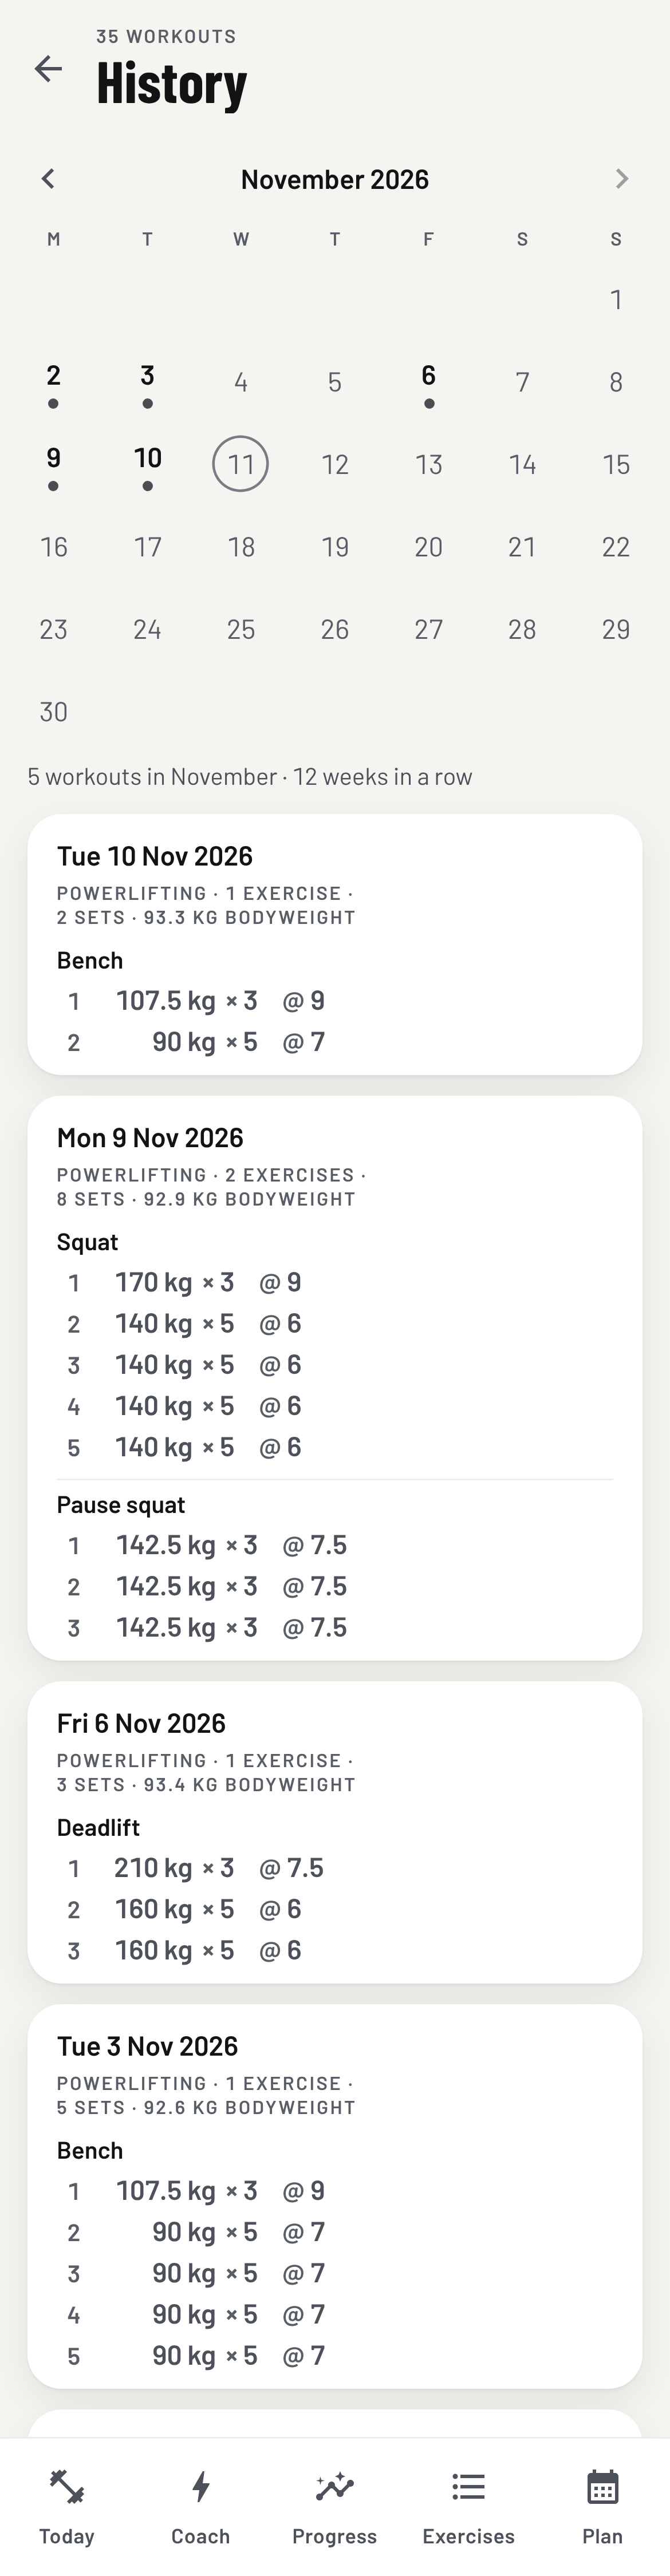 35 WORKOUTS
History
November 2026
M T W T F S S
1
2 3 4 5 6 7 8
9 10 11 12 13 14 15
16 17 18 19 20 21 22
23 24 25 26 27 28 29
30
5 workouts in November · 12 weeks in a row
Tue 10 Nov 2026
POWERLIFTING · 1 EXERCISE ·
2 SETS · 93.3 KG BODYWEIGHT
Bench
1 107.5 kg × 3 @ 9
2 90 kg × 5 @ 7
Mon 9 Nov 2026
POWERLIFTING · 2 EXERCISES ·
8 SETS · 92.9 KG BODYWEIGHT
Squat
1 170 kg × 3 @ 9
2 140 kg × 5 @ 6
3 140 kg × 5 @ 6
4 140 kg × 5 @ 6
5 140 kg × 5 @ 6
Pause squat
1 142.5 kg × 3 @ 7.5
2 142.5 kg × 3 @ 7.5
3 142.5 kg × 3 @ 7.5
Fri 6 Nov 2026
POWERLIFTING · 1 EXERCISE ·
3 SETS · 93.4 KG BODYWEIGHT
Deadlift
1 210 kg × 3 @ 7.5
2 160 kg × 5 @ 6
3 160 kg × 5 @ 6
Tue 3 Nov 2026
POWERLIFTING · 1 EXERCISE ·
5 SETS · 92.6 KG BODYWEIGHT
Bench
1 107.5 kg × 3 @ 9
2 90 kg × 5 @ 7
3 90 kg × 5 @ 7
4 90 kg × 5 @ 7
5 90 kg × 5 @ 7
Today Coach Progress Exercises Plan